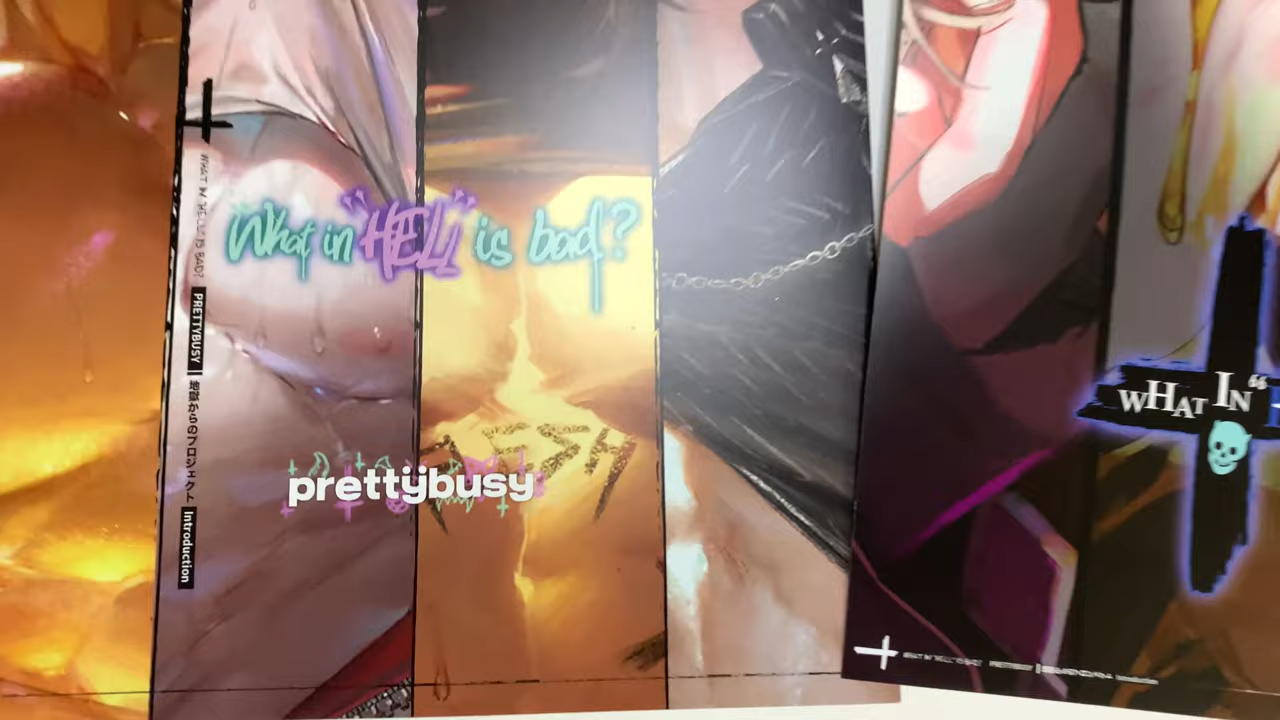 WHAT IN "HELL" IS BAD?
PRETTYBUSY
地獄からのプロジェクト
Introduction
What in "HELL" is bad?
prettybusy
WHAT IN "